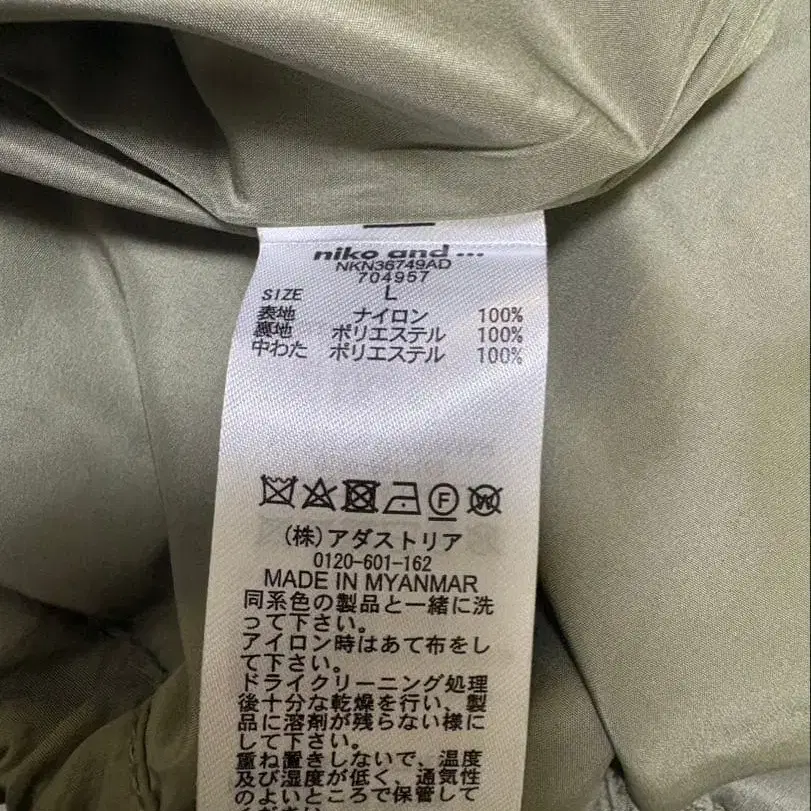 niko and ...
NKN36749AD
704957
SIZE L
表地 ナイロン 100%
裏地 ポリエステル 100%
中わた ポリエステル 100%
F
W
(株)アダストリア
0120-601-162
MADE IN MYANMAR
同系色の製品と一緒に洗
って下さい。
アイロン時はあて布をし
て下さい。
ドライクリーニング処理
後十分な乾燥を行い、製
品に溶剤が残らない様に
して下さい。
重ね置きしないで、温度
及び湿度が低く、通気性
のよいところで保管して